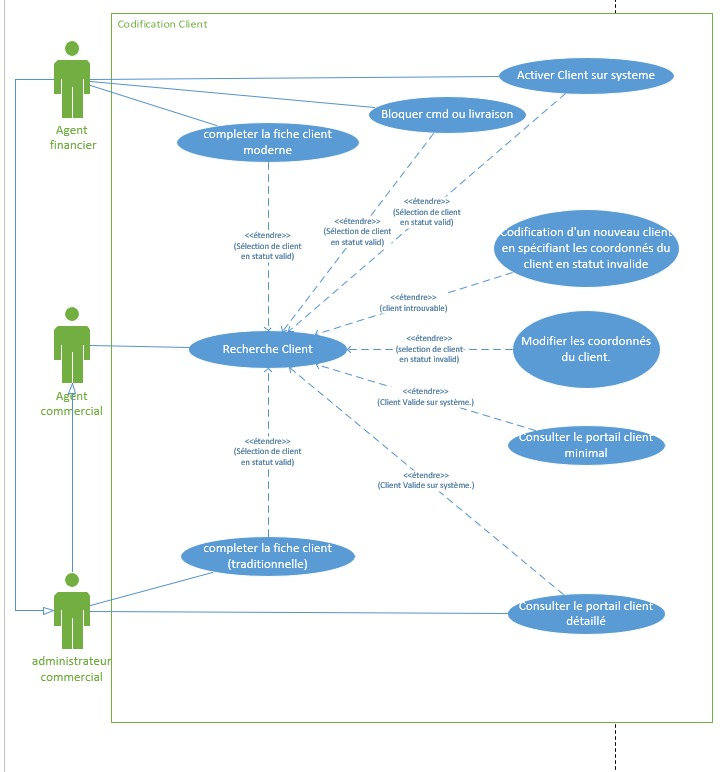 Codification Client
Activer Client sur systeme
Bloquer cmd ou livraison
Agent
financier
completer la fiche client
moderne
<<étendre>>
(Sélection de client
en statut valid)
<<étendre>>
(Sélection de client
en statut valid)
<<étendre>>
(Sélection de client
en statut valid)
Codification d'un nouveau client
en spécifiant les coordonnés du
client en statut invalide
<<étendre>>
(client introuvable)
Recherche Client
<<étendre>>
(selection de client
en statut invalid)
Modifier les coordonnés
du client.
Agent
commercial
<<étendre>>
(Client Valide sur système.)
Consulter le portail client
minimal
<<étendre>>
(Sélection de client
en statut valid)
<<étendre>>
(Client Valide sur système.)
completer la fiche client
(traditionnelle)
Consulter le portail client
détaillé
administrateur
commercial